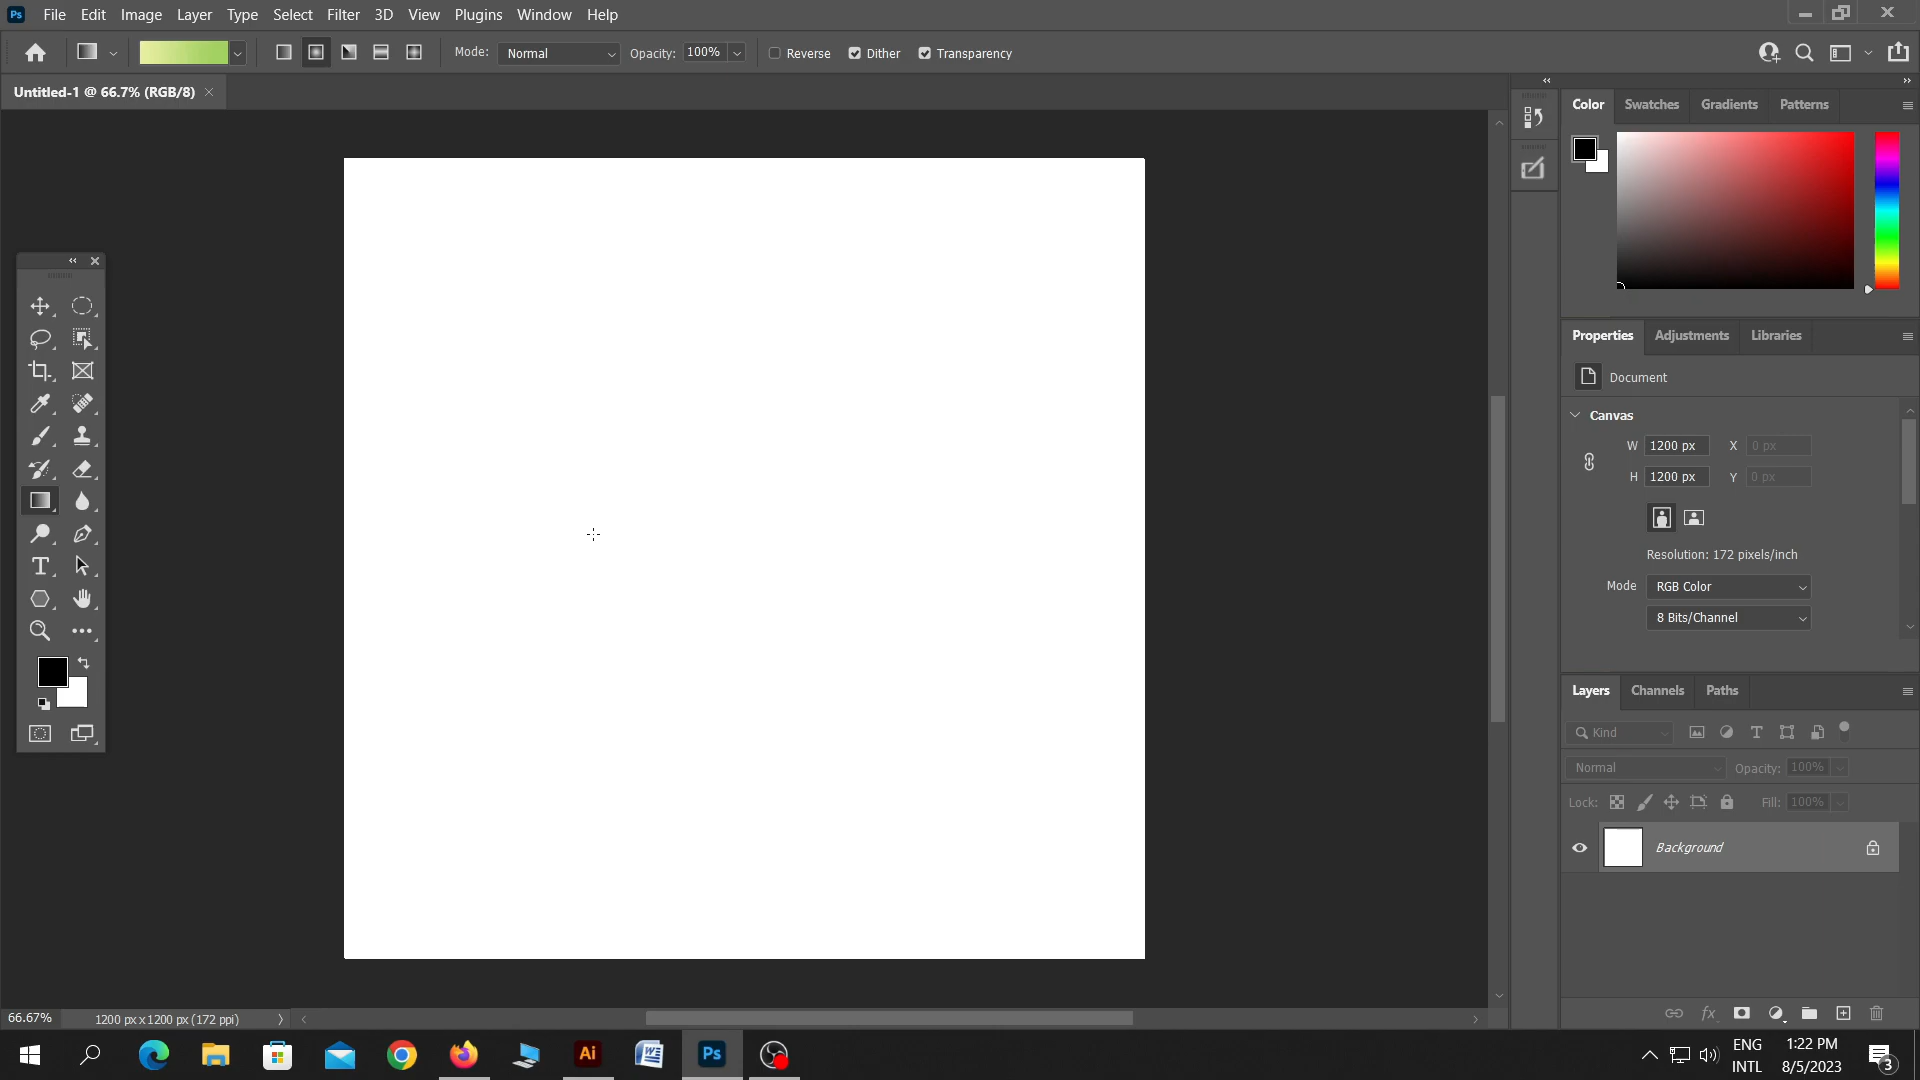 Ps File Edit Image Layer Type Select Filter 3D View Plugins Window Help
Mode: Normal Opacity: 100% Reverse Dither Transparency
Untitled-1 @ 66.7% (RGB/8)
Color Swatches Gradients Patterns
Properties Adjustments Libraries
Document
Canvas
W 1200 px X 0 px
H 1200 px Y 0 px
Resolution: 172 pixels/inch
Mode RGB Color
8 Bits/Channel
Layers Channels Paths
Kind
Normal Opacity: 100%
Lock: Fill: 100%
Background
66.67% 1200 px x 1200 px (172 ppi)
Ai Ps
ENG 1:22 PM
INTL 8/5/2023 3